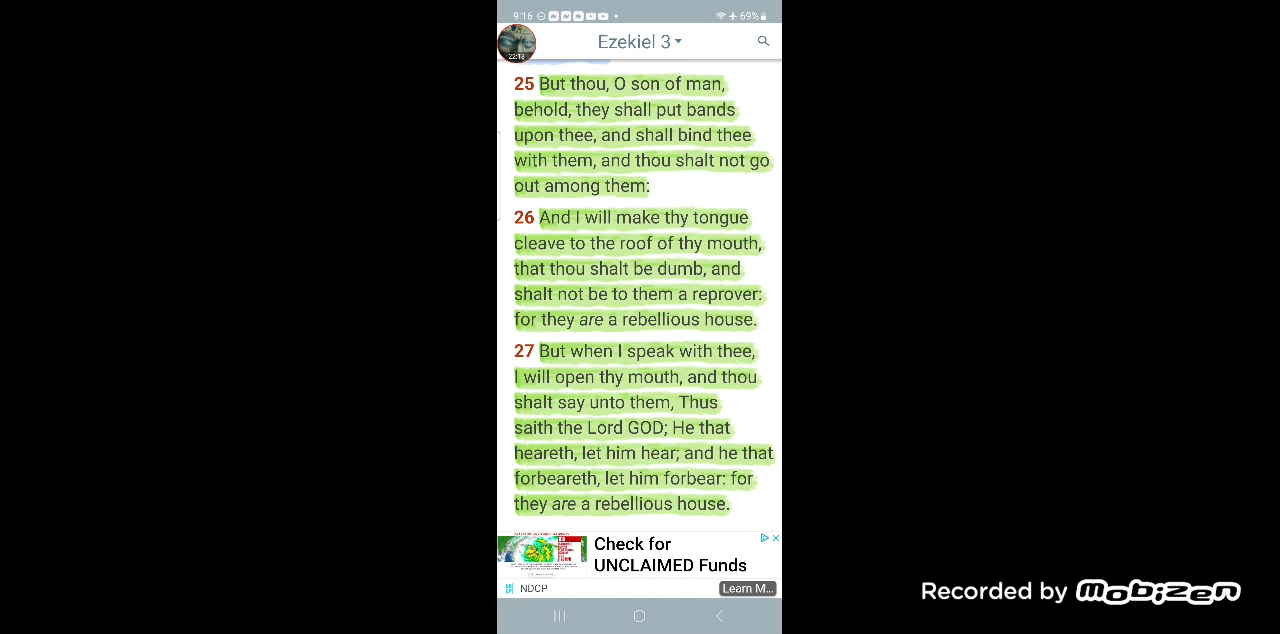 9:16 69%
22:13
Ezekiel 3
25 But thou, O son of man,
behold, they shall put bands
upon thee, and shall bind thee
with them, and thou shalt not go
out among them:
26 And I will make thy tongue
cleave to the roof of thy mouth,
that thou shalt be dumb, and
shalt not be to them a reprover:
for they are a rebellious house.
27 But when I speak with thee,
I will open thy mouth, and thou
shalt say unto them, Thus
saith the Lord GOD; He that
heareth, let him hear; and he that
forbeareth, let him forbear: for
they are a rebellious house.
Check for
UNCLAIMED Funds
NDCP
Learn M...
Recorded by mobizen